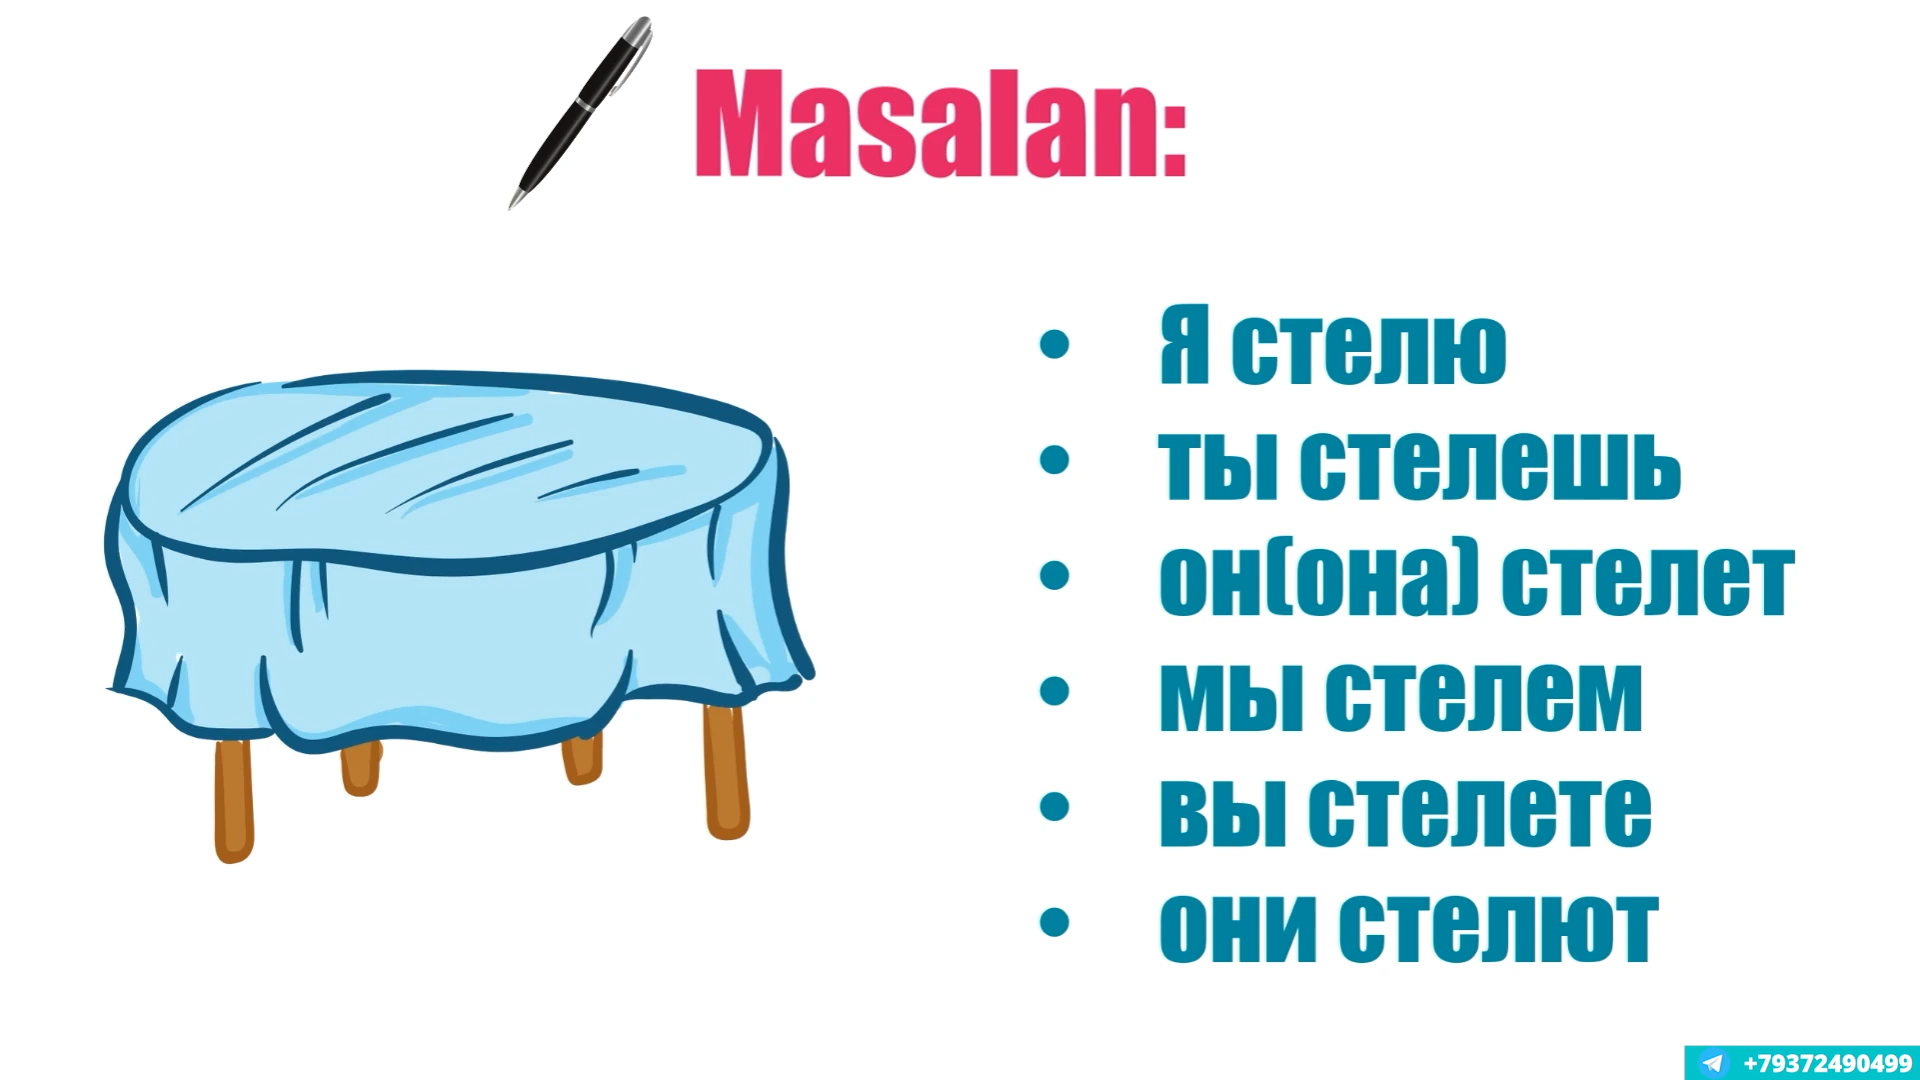 Masalan:
• Я стелю
• ты стелешь
• он(она) стелет
• мы стелем
• вы стелете
• они стелют
+79372490499